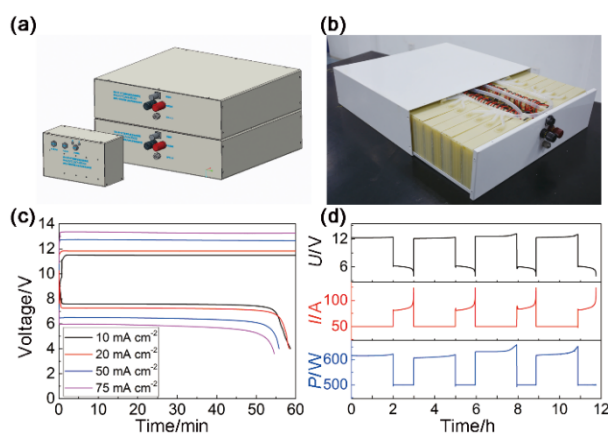 (a)
(b)
(c)
14
12
10
8
6
4
2
0
Voltage/V
10 mA cm-2
20 mA cm-2
50 mA cm-2
75 mA cm-2
0 10 20 30 40 50 60
Time/min
(d)
12
6
U/V
100
50
I/A
600
500
P/W
0 2 4 6 8 10 12
Time/h